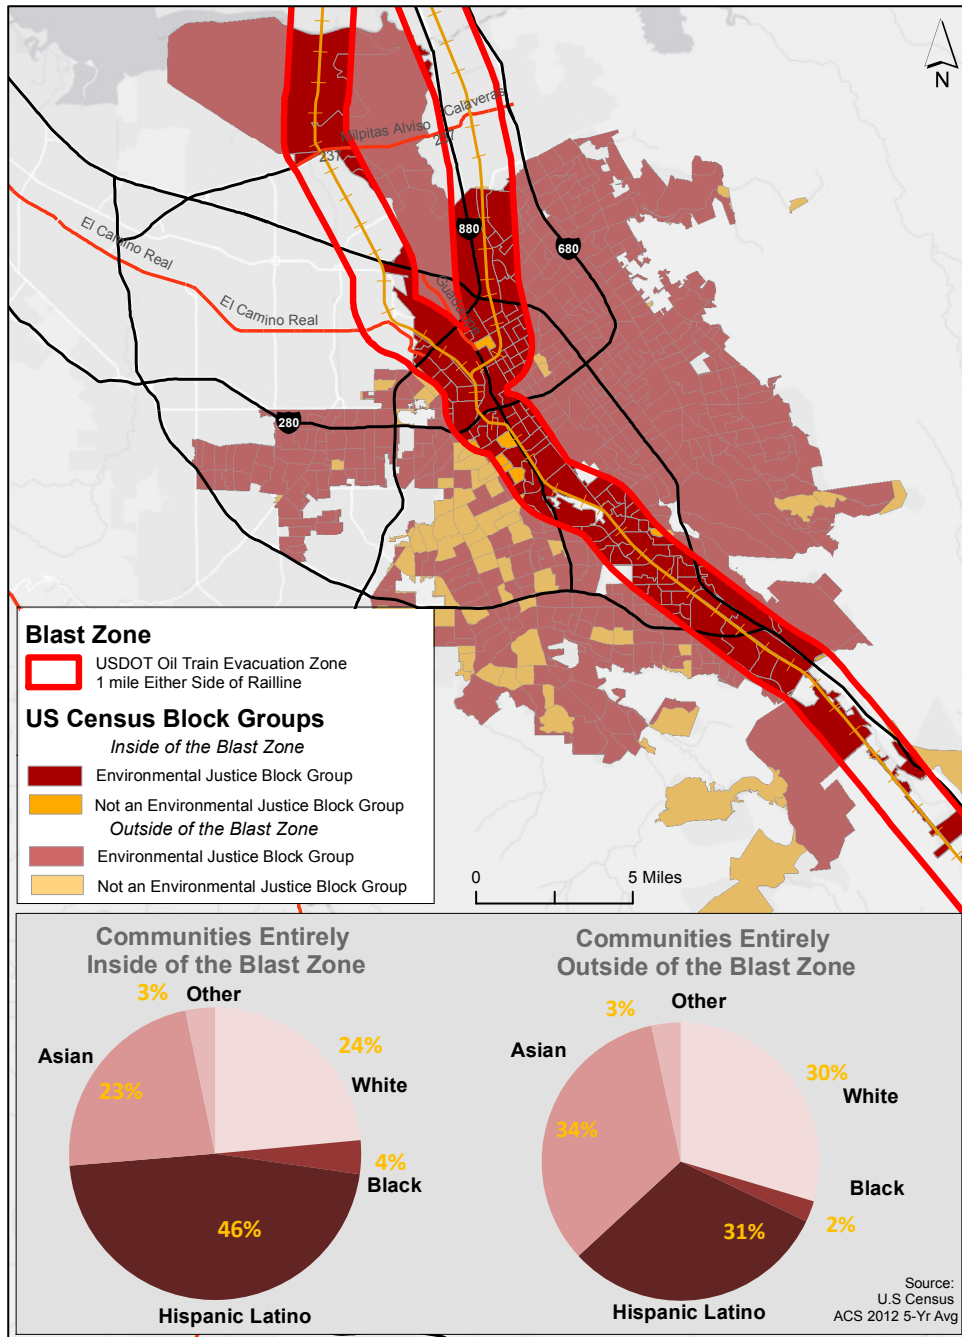 N
Milpitas Alviso
Calaveras
237
237
880
680
El Camino Real
El Camino Real
280
Blast Zone
USDOT Oil Train Evacuation Zone
1 mile Either Side of Railline
US Census Block Groups
Inside of the Blast Zone
Environmental Justice Block Group
Not an Environmental Justice Block Group
Outside of the Blast Zone
Environmental Justice Block Group
Not an Environmental Justice Block Group
0 5 Miles
Communities Entirely
Inside of the Blast Zone
3% Other
Asian
24%
23%
White
4%
Black
46%
Hispanic Latino
Communities Entirely
Outside of the Blast Zone
Other
3%
Asian
30%
White
34%
Black
2%
31%
Hispanic Latino
Source:
U.S Census
ACS 2012 5-Yr Avg